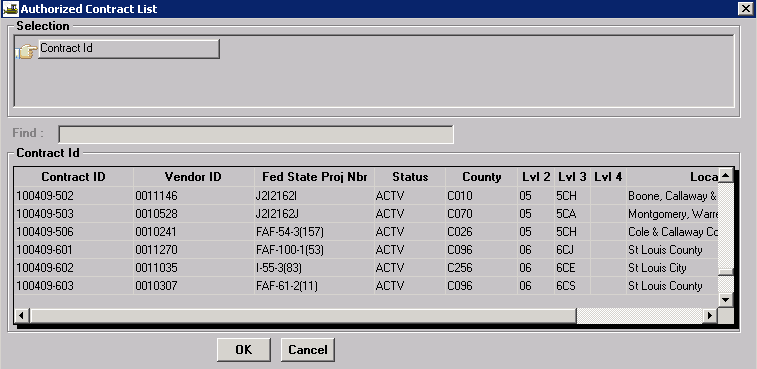 Authorized Contract List
Selection
Contract Id
Find :
Contract Id
Contract ID Vendor ID Fed State Proj Nbr Status County Lvl 2 Lvl 3 Lvl 4 Loca
100409-502 0011146 J2I2162I ACTV C010 05 5CH Boone, Callaway &
100409-503 0010528 J2I2162J ACTV C070 05 5CA Montgomery, Warre
100409-506 0010241 FAF-54-3(157) ACTV C026 05 5CH Cole & Callaway Co
100409-601 0011270 FAF-100-1(53) ACTV C096 06 6CJ St Louis County
100409-602 0011035 I-55-3(83) ACTV C256 06 6CE St Louis City
100409-603 0010307 FAF-61-2(11) ACTV C096 06 6CS St Louis County
OK Cancel